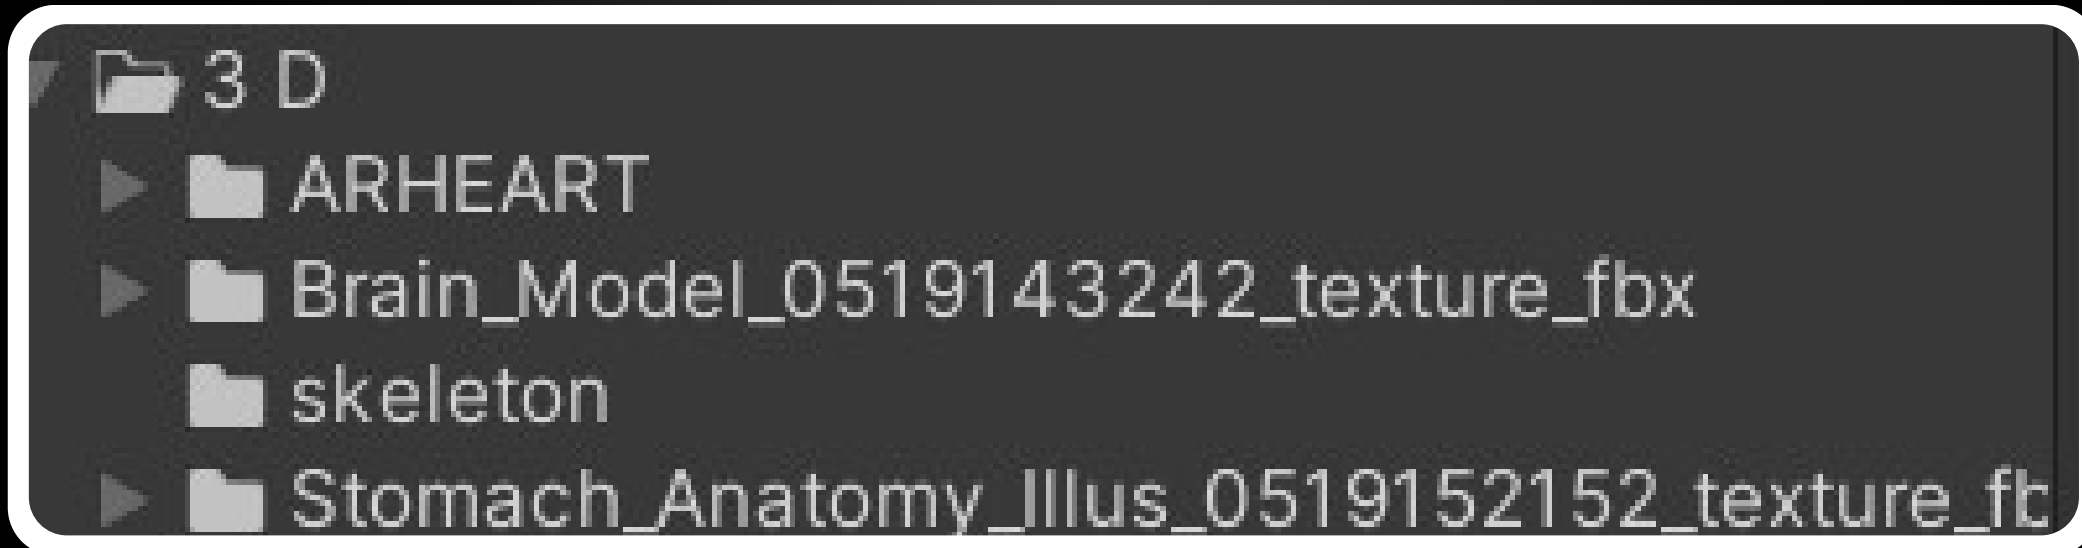 3 D
ARHEART
Brain_Model_0519143242_texture_fbx
skeleton
Stomach_Anatomy_Illus_0519152152_texture_fb